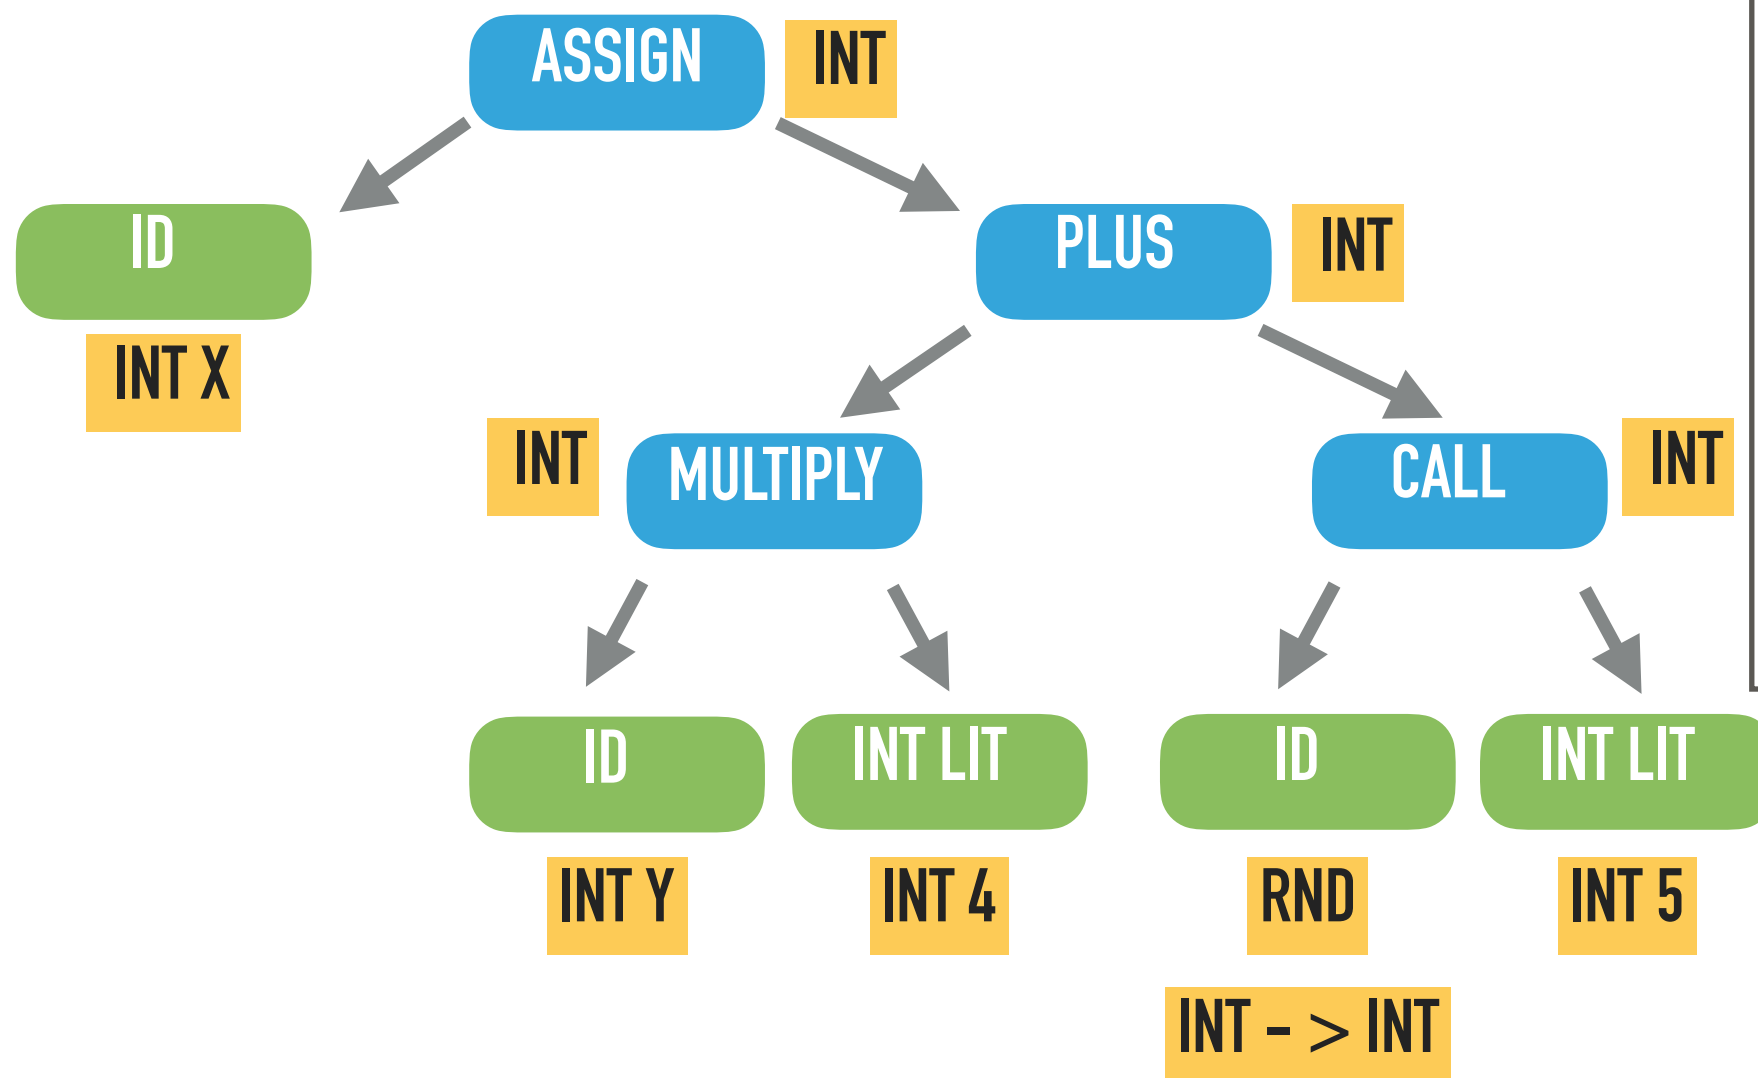 ASSIGN
INT
ID
PLUS
INT
INT X
INT
MULTIPLY
CALL
INT
ID
INT LIT
ID
INT LIT
INT Y
INT 4
RND
INT 5
INT - > INT